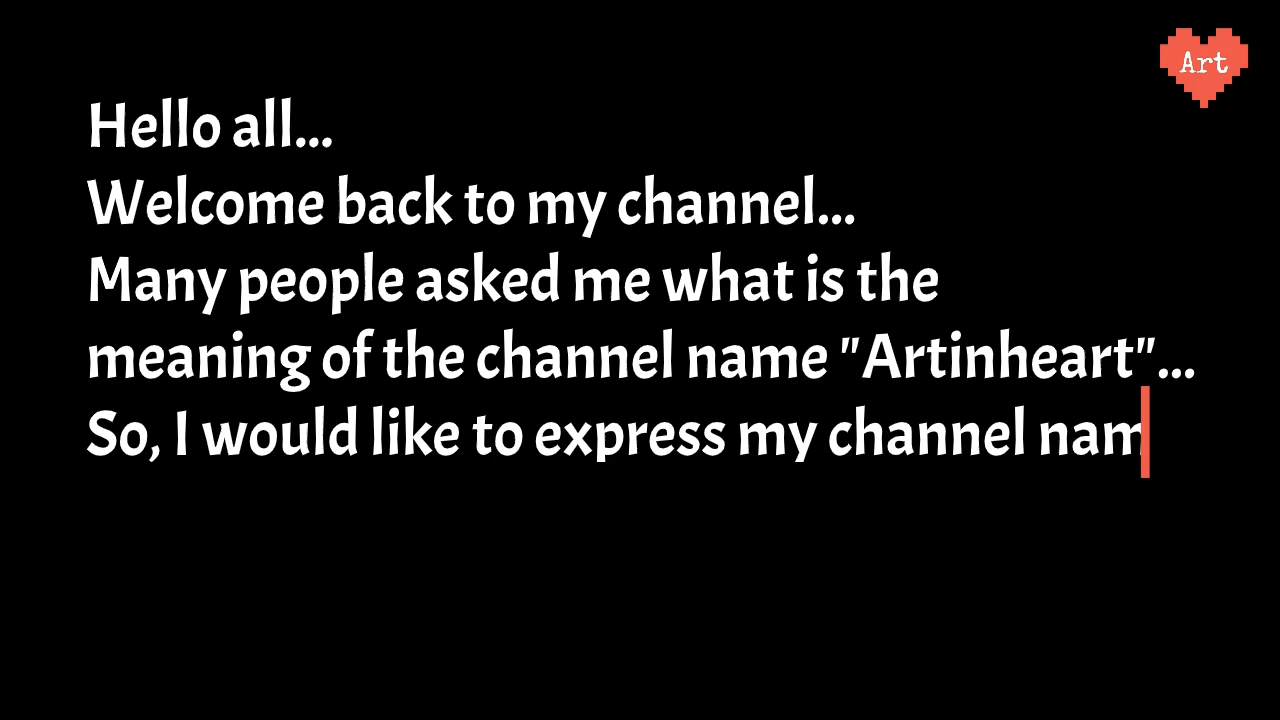 Art
Hello all...
Welcome back to my channel...
Many people asked me what is the
meaning of the channel name "Artinheart"...
So, I would like to express my channel nam